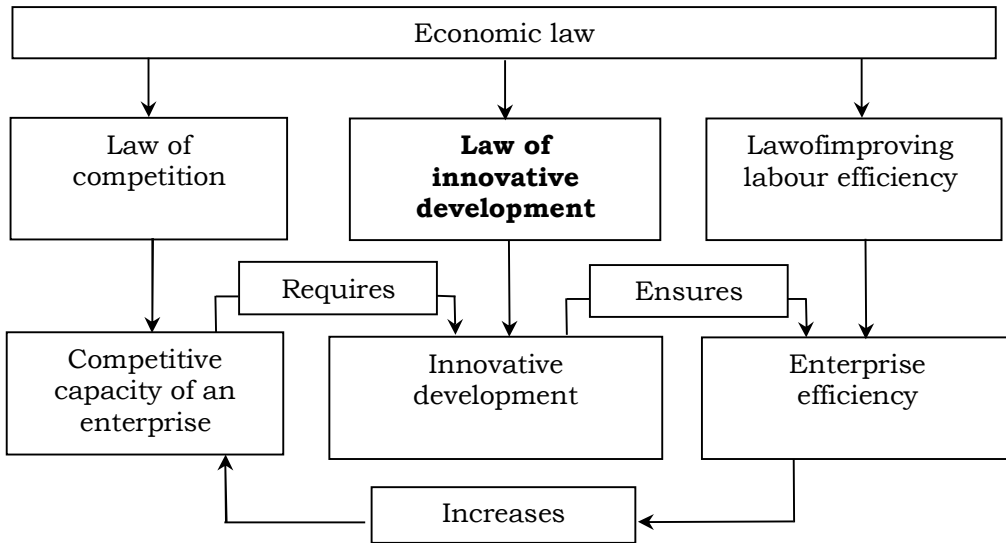 Economic law
Law of
competition
Law of
innovative
development
Lawofimproving
labour efficiency
Requires
Ensures
Competitive
capacity of an
enterprise
Innovative
development
Enterprise
efficiency
Increases